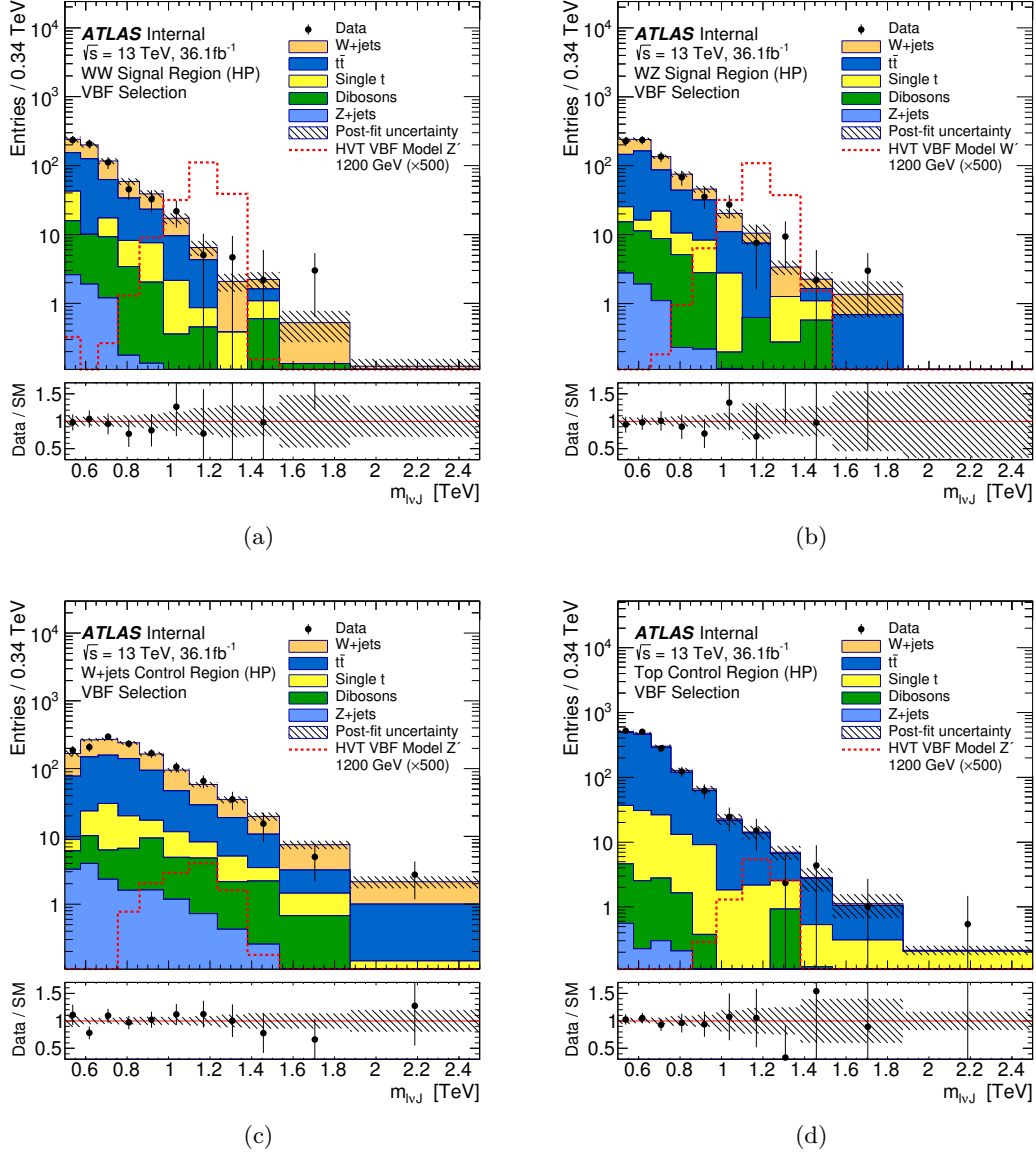 Entries / 0.34 TeV
10⁴
10³
10²
10
1
ATLAS Internal
√s = 13 TeV, 36.1fb⁻¹
WW Signal Region (HP)
VBF Selection
Data
W+jets
tt̄
Single t
Dibosons
Z+jets
Post-fit uncertainty
HVT VBF Model Z′
1200 GeV (×500)
Data / SM
1.5
1
0.5
0.6 0.8 1 1.2 1.4 1.6 1.8 2 2.2 2.4
m_lνJ [TeV]
(a)
Entries / 0.34 TeV
10⁴
10³
10²
10
1
ATLAS Internal
√s = 13 TeV, 36.1fb⁻¹
WZ Signal Region (HP)
VBF Selection
Data
W+jets
tt̄
Single t
Dibosons
Z+jets
Post-fit uncertainty
HVT VBF Model W′
1200 GeV (×500)
Data / SM
1.5
1
0.5
0.6 0.8 1 1.2 1.4 1.6 1.8 2 2.2 2.4
m_lνJ [TeV]
(b)
Entries / 0.34 TeV
10⁴
10³
10²
10
1
ATLAS Internal
√s = 13 TeV, 36.1fb⁻¹
W+jets Control Region (HP)
VBF Selection
Data
W+jets
tt̄
Single t
Dibosons
Z+jets
Post-fit uncertainty
HVT VBF Model Z′
1200 GeV (×500)
Data / SM
1.5
1
0.5
0.6 0.8 1 1.2 1.4 1.6 1.8 2 2.2 2.4
m_lνJ [TeV]
(c)
Entries / 0.34 TeV
10⁴
10³
10²
10
1
ATLAS Internal
√s = 13 TeV, 36.1fb⁻¹
Top Control Region (HP)
VBF Selection
Data
W+jets
tt̄
Single t
Dibosons
Z+jets
Post-fit uncertainty
HVT VBF Model Z′
1200 GeV (×500)
Data / SM
1.5
1
0.5
0.6 0.8 1 1.2 1.4 1.6 1.8 2 2.2 2.4
m_lνJ [TeV]
(d)